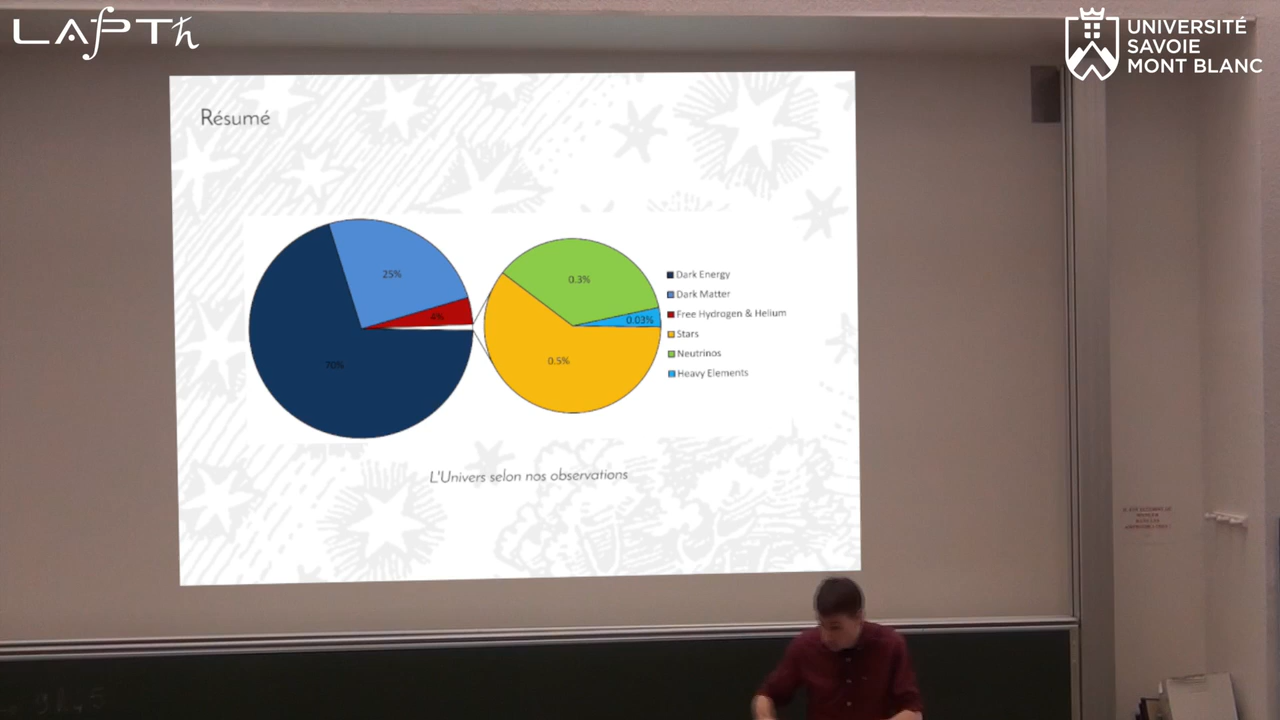 LAPTh
UNIVERSITÉ
SAVOIE
MONT BLANC
Résumé
25%
4%
70%
0.3%
0.03%
0.5%
Dark Energy
Dark Matter
Free Hydrogen & Helium
Stars
Neutrinos
Heavy Elements
L'Univers selon nos observations